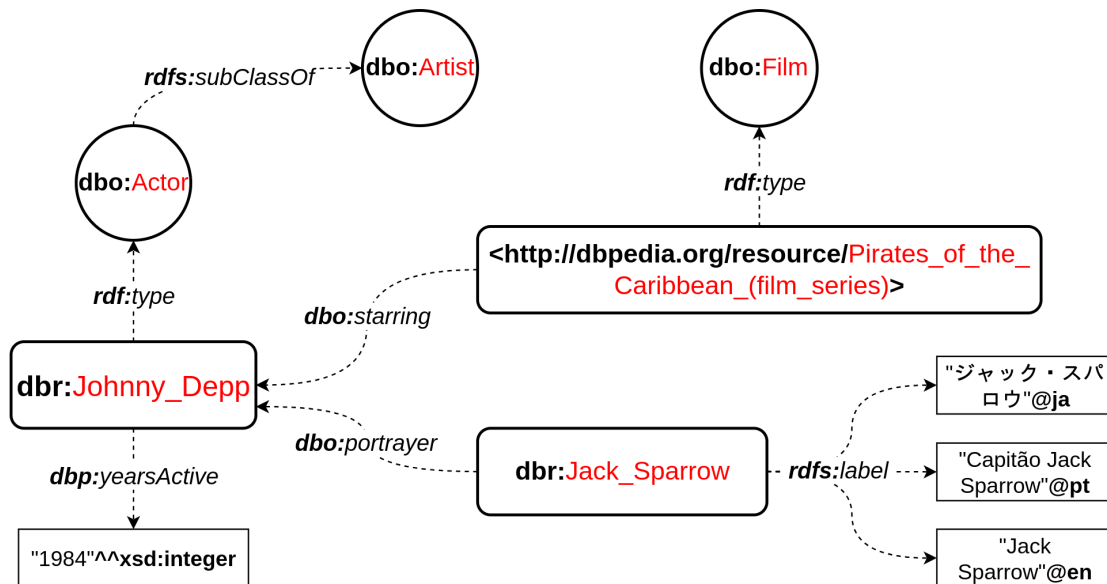 dbo:Artist
dbo:Film
rdfs:subClassOf
dbo:Actor
rdf:type
<http://dbpedia.org/resource/Pirates_of_the_
Caribbean_(film_series)>
rdf:type
dbo:starring
dbr:Johnny_Depp
"ジャック・スパ
ロウ"@ja
dbo:portrayer
dbr:Jack_Sparrow
rdfs:label
"Capitão Jack
Sparrow"@pt
dbp:yearsActive
"1984"^^xsd:integer
"Jack
Sparrow"@en